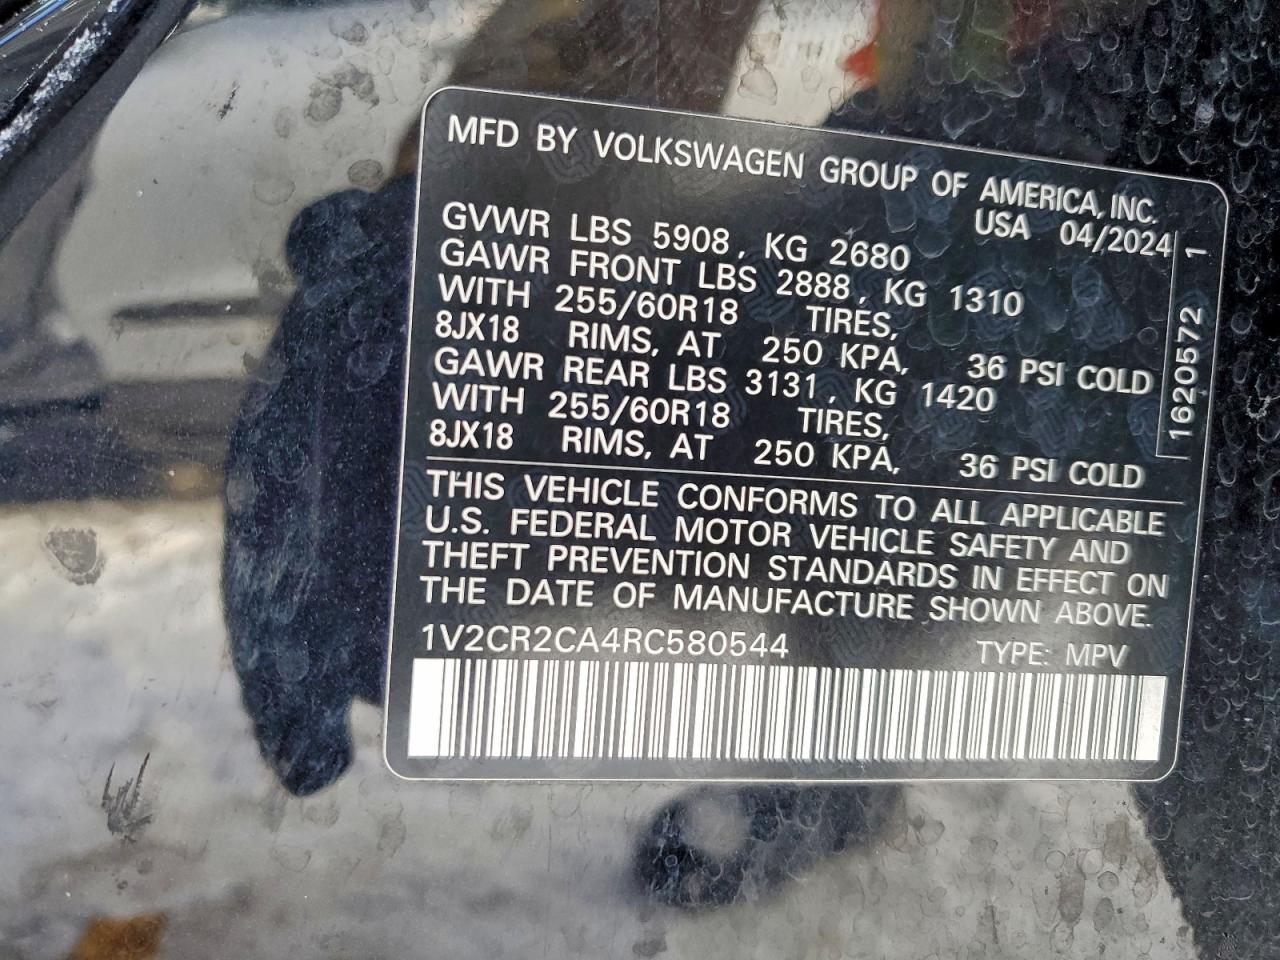 MFD BY VOLKSWAGEN GROUP OF AMERICA, INC.
USA 04/2024
GVWR LBS 5908, KG 2680
GAWR FRONT LBS 2888, KG 1310
WITH 255/60R18 TIRES,
8JX18 RIMS, AT 250 KPA, 36 PSI COLD
GAWR REAR LBS 3131, KG 1420
WITH 255/60R18 TIRES,
8JX18 RIMS, AT 250 KPA, 36 PSI COLD
1620572 1
THIS VEHICLE CONFORMS TO ALL APPLICABLE
U.S. FEDERAL MOTOR VEHICLE SAFETY AND
THEFT PREVENTION STANDARDS IN EFFECT ON
THE DATE OF MANUFACTURE SHOWN ABOVE.
1V2CR2CA4RC580544 TYPE: MPV